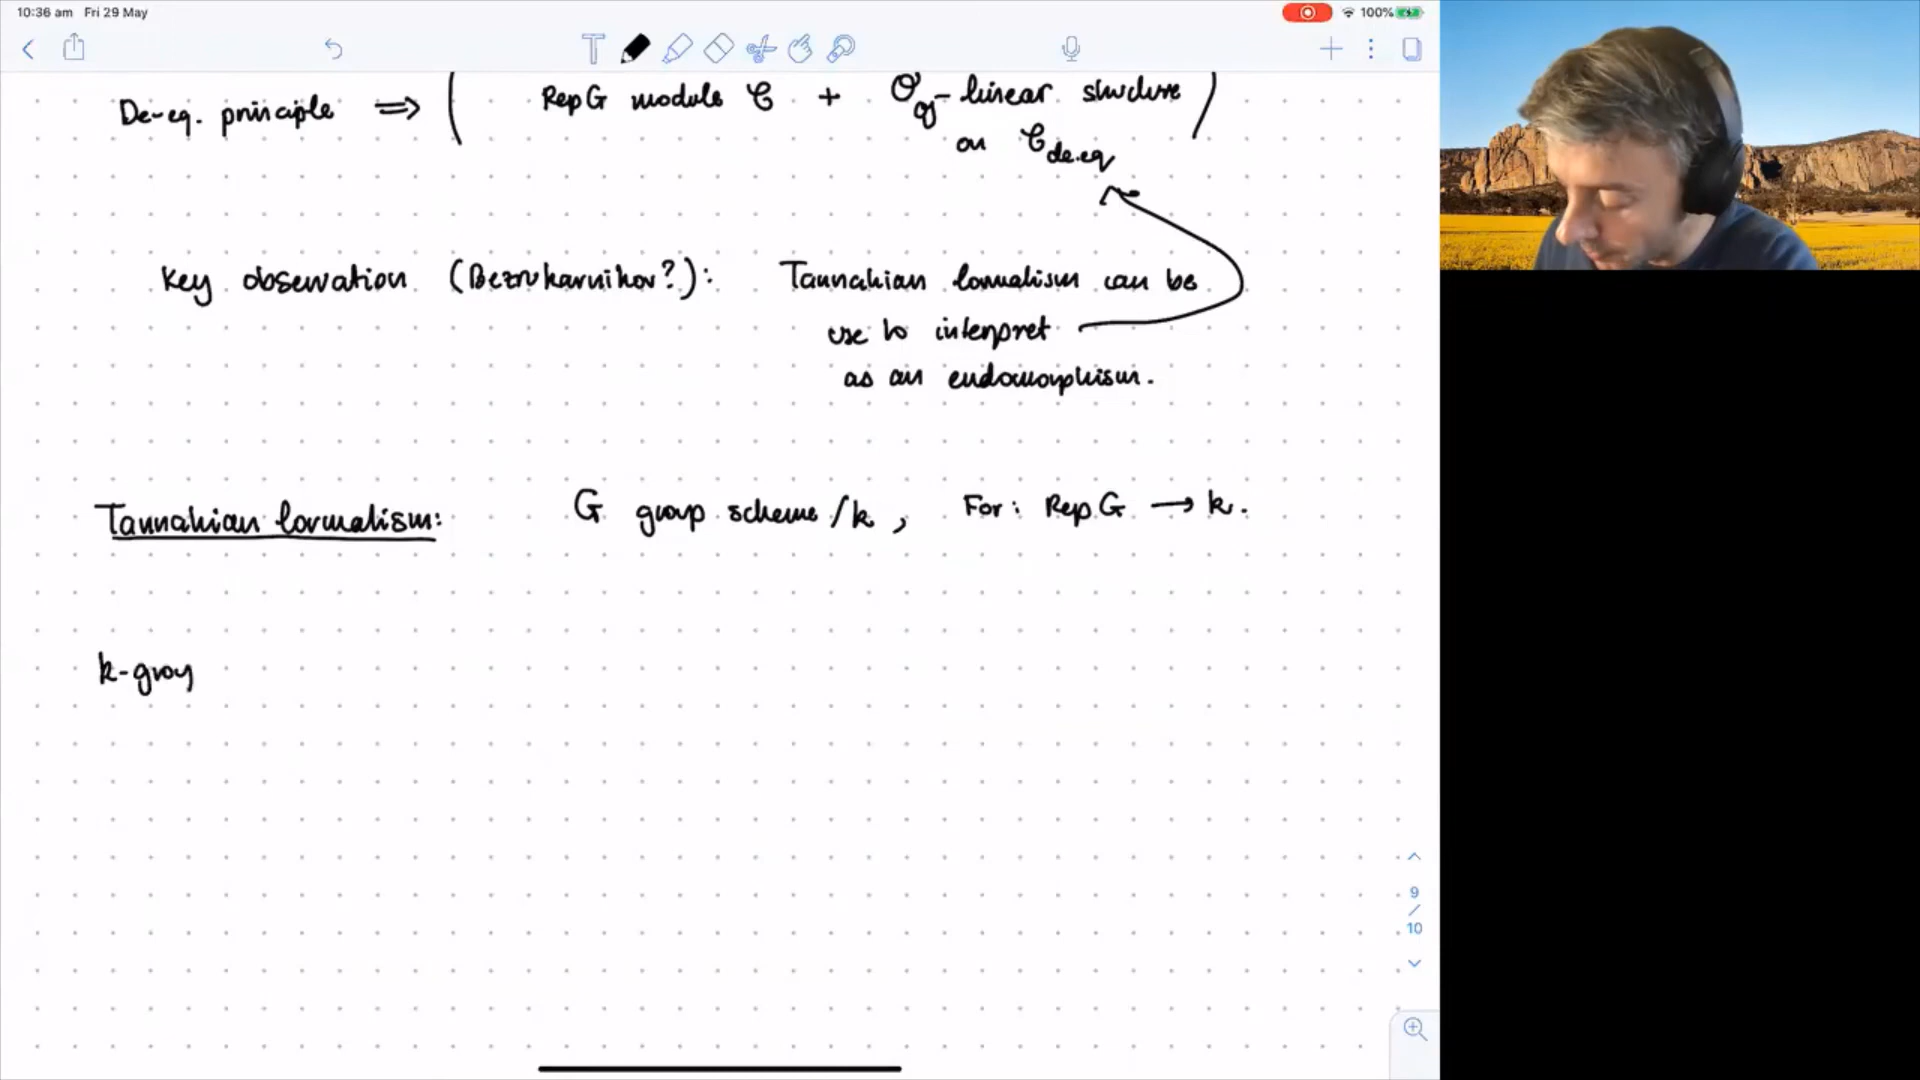 10:36 am Fri 29 May
100%
De-eq. principle ⟹ ( Rep G module 𝒞 + 𝒪_𝔤-linear structure
on 𝒞_de-eq )
Key observation (Bezrukarnikov?): Tannakian formalism can be
use to interpret
as an endomorphism.
Tannakian formalism: G group scheme /k, For: Rep G ⟶ k.
k-group
9
/
10